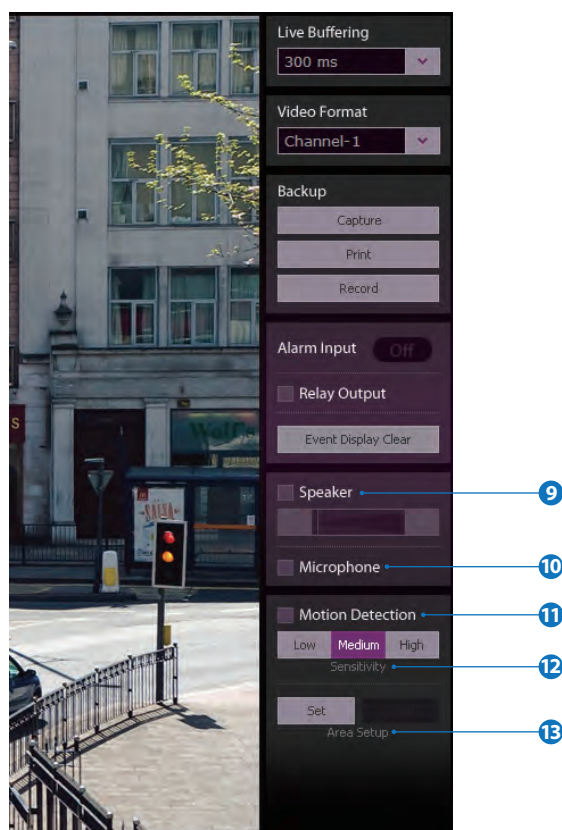 Live Buffering
300 ms
Video Format
Channel-1
Backup
Capture
Print
Record
Alarm Input Off
Relay Output
Event Display Clear
Speaker 9
Microphone 10
Motion Detection 11
Low Medium High
Sensitivity 12
Set
Area Setup 13
S
SALSA